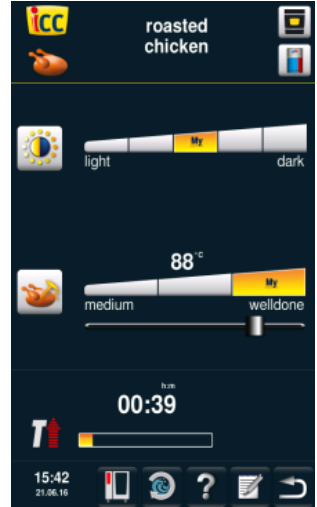 icc
roasted
chicken
My
light dark
88°C
My
medium welldone
h:m
00:39
T
15:42
21.06.16
?